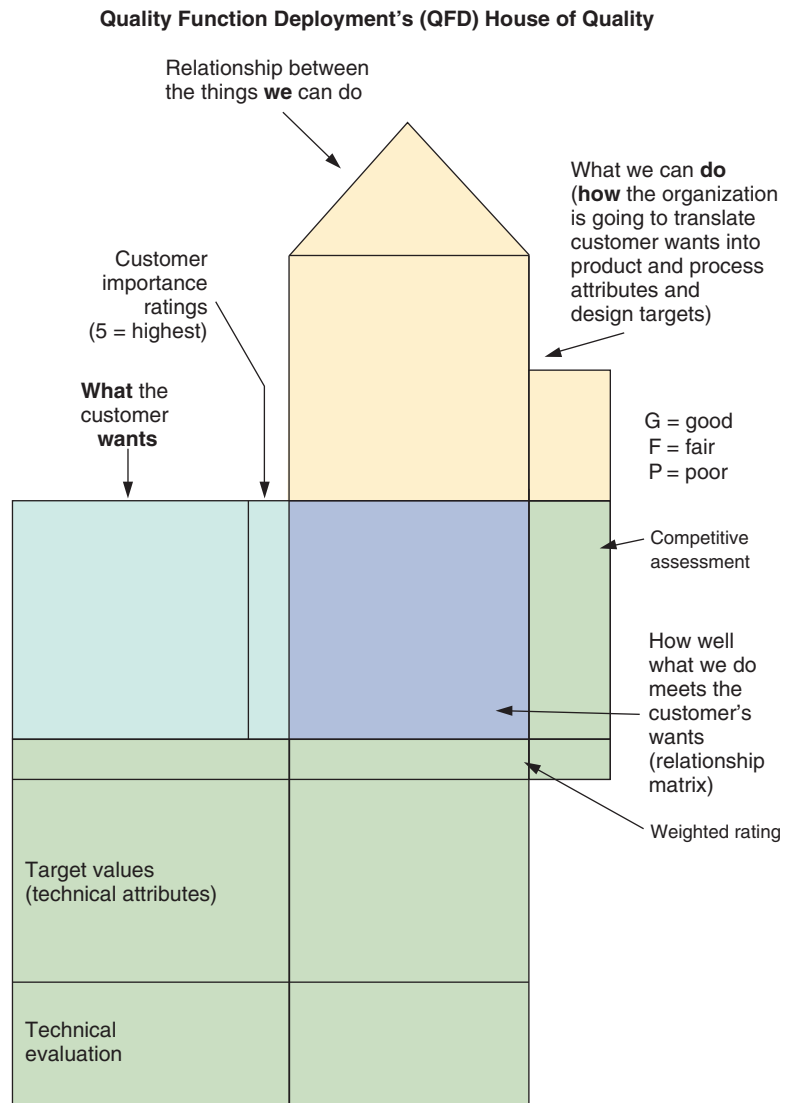 Quality Function Deployment's (QFD) House of Quality
Relationship between
the things we can do
What we can do
(how the organization
is going to translate
customer wants into
product and process
attributes and
design targets)
Customer
importance
ratings
(5 = highest)
What the
customer
wants
G = good
F = fair
P = poor
Competitive
assessment
How well
what we do
meets the
customer's
wants
(relationship
matrix)
Weighted rating
Target values
(technical attributes)
Technical
evaluation